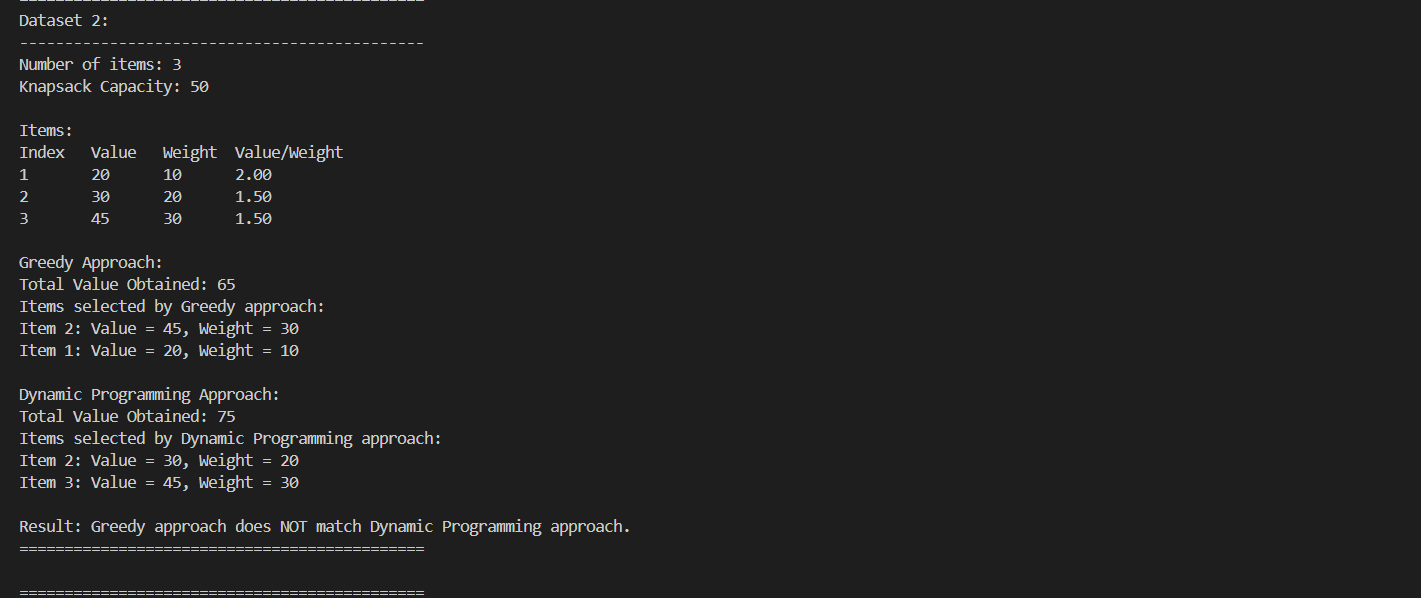 =============================================
Dataset 2:
---------------------------------------------
Number of items: 3
Knapsack Capacity: 50
Items:
Index   Value   Weight  Value/Weight
1       20      10      2.00
2       30      20      1.50
3       45      30      1.50
Greedy Approach:
Total Value Obtained: 65
Items selected by Greedy approach:
Item 2: Value = 45, Weight = 30
Item 1: Value = 20, Weight = 10
Dynamic Programming Approach:
Total Value Obtained: 75
Items selected by Dynamic Programming approach:
Item 2: Value = 30, Weight = 20
Item 3: Value = 45, Weight = 30
Result: Greedy approach does NOT match Dynamic Programming approach.
=============================================
=============================================